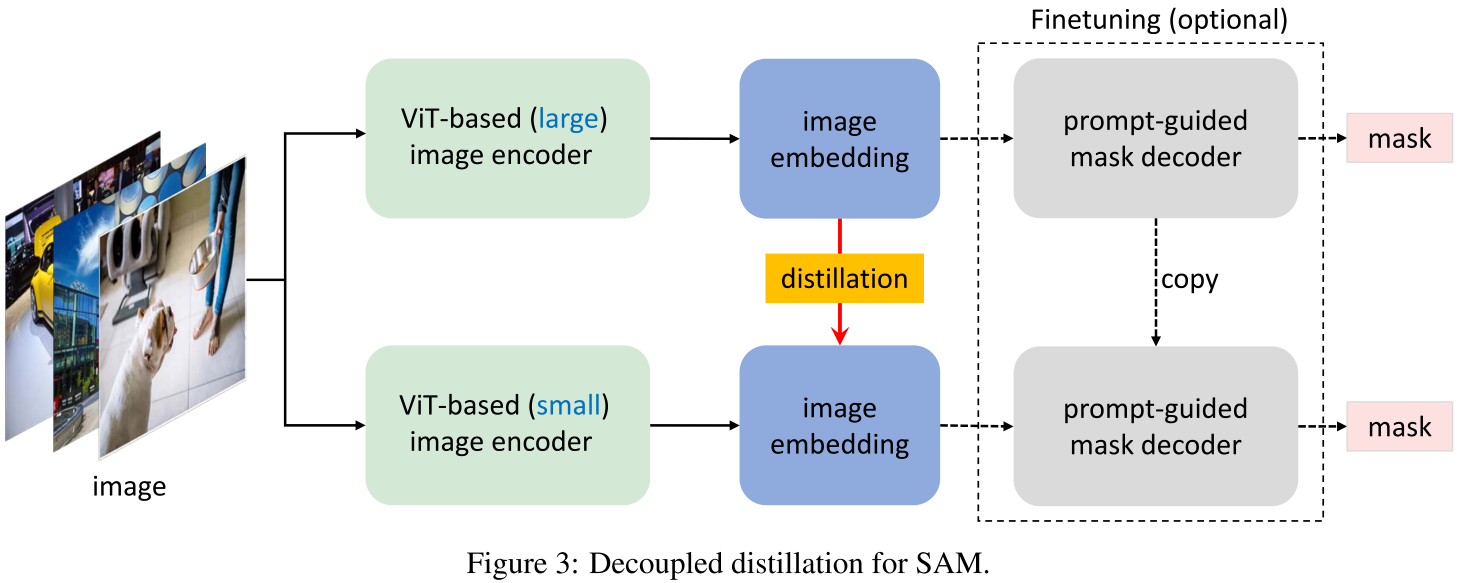 Finetuning (optional)
ViT-based (large)
image encoder
image
embedding
prompt-guided
mask decoder
mask
distillation
copy
ViT-based (small)
image encoder
image
embedding
prompt-guided
mask decoder
mask
image
Figure 3: Decoupled distillation for SAM.